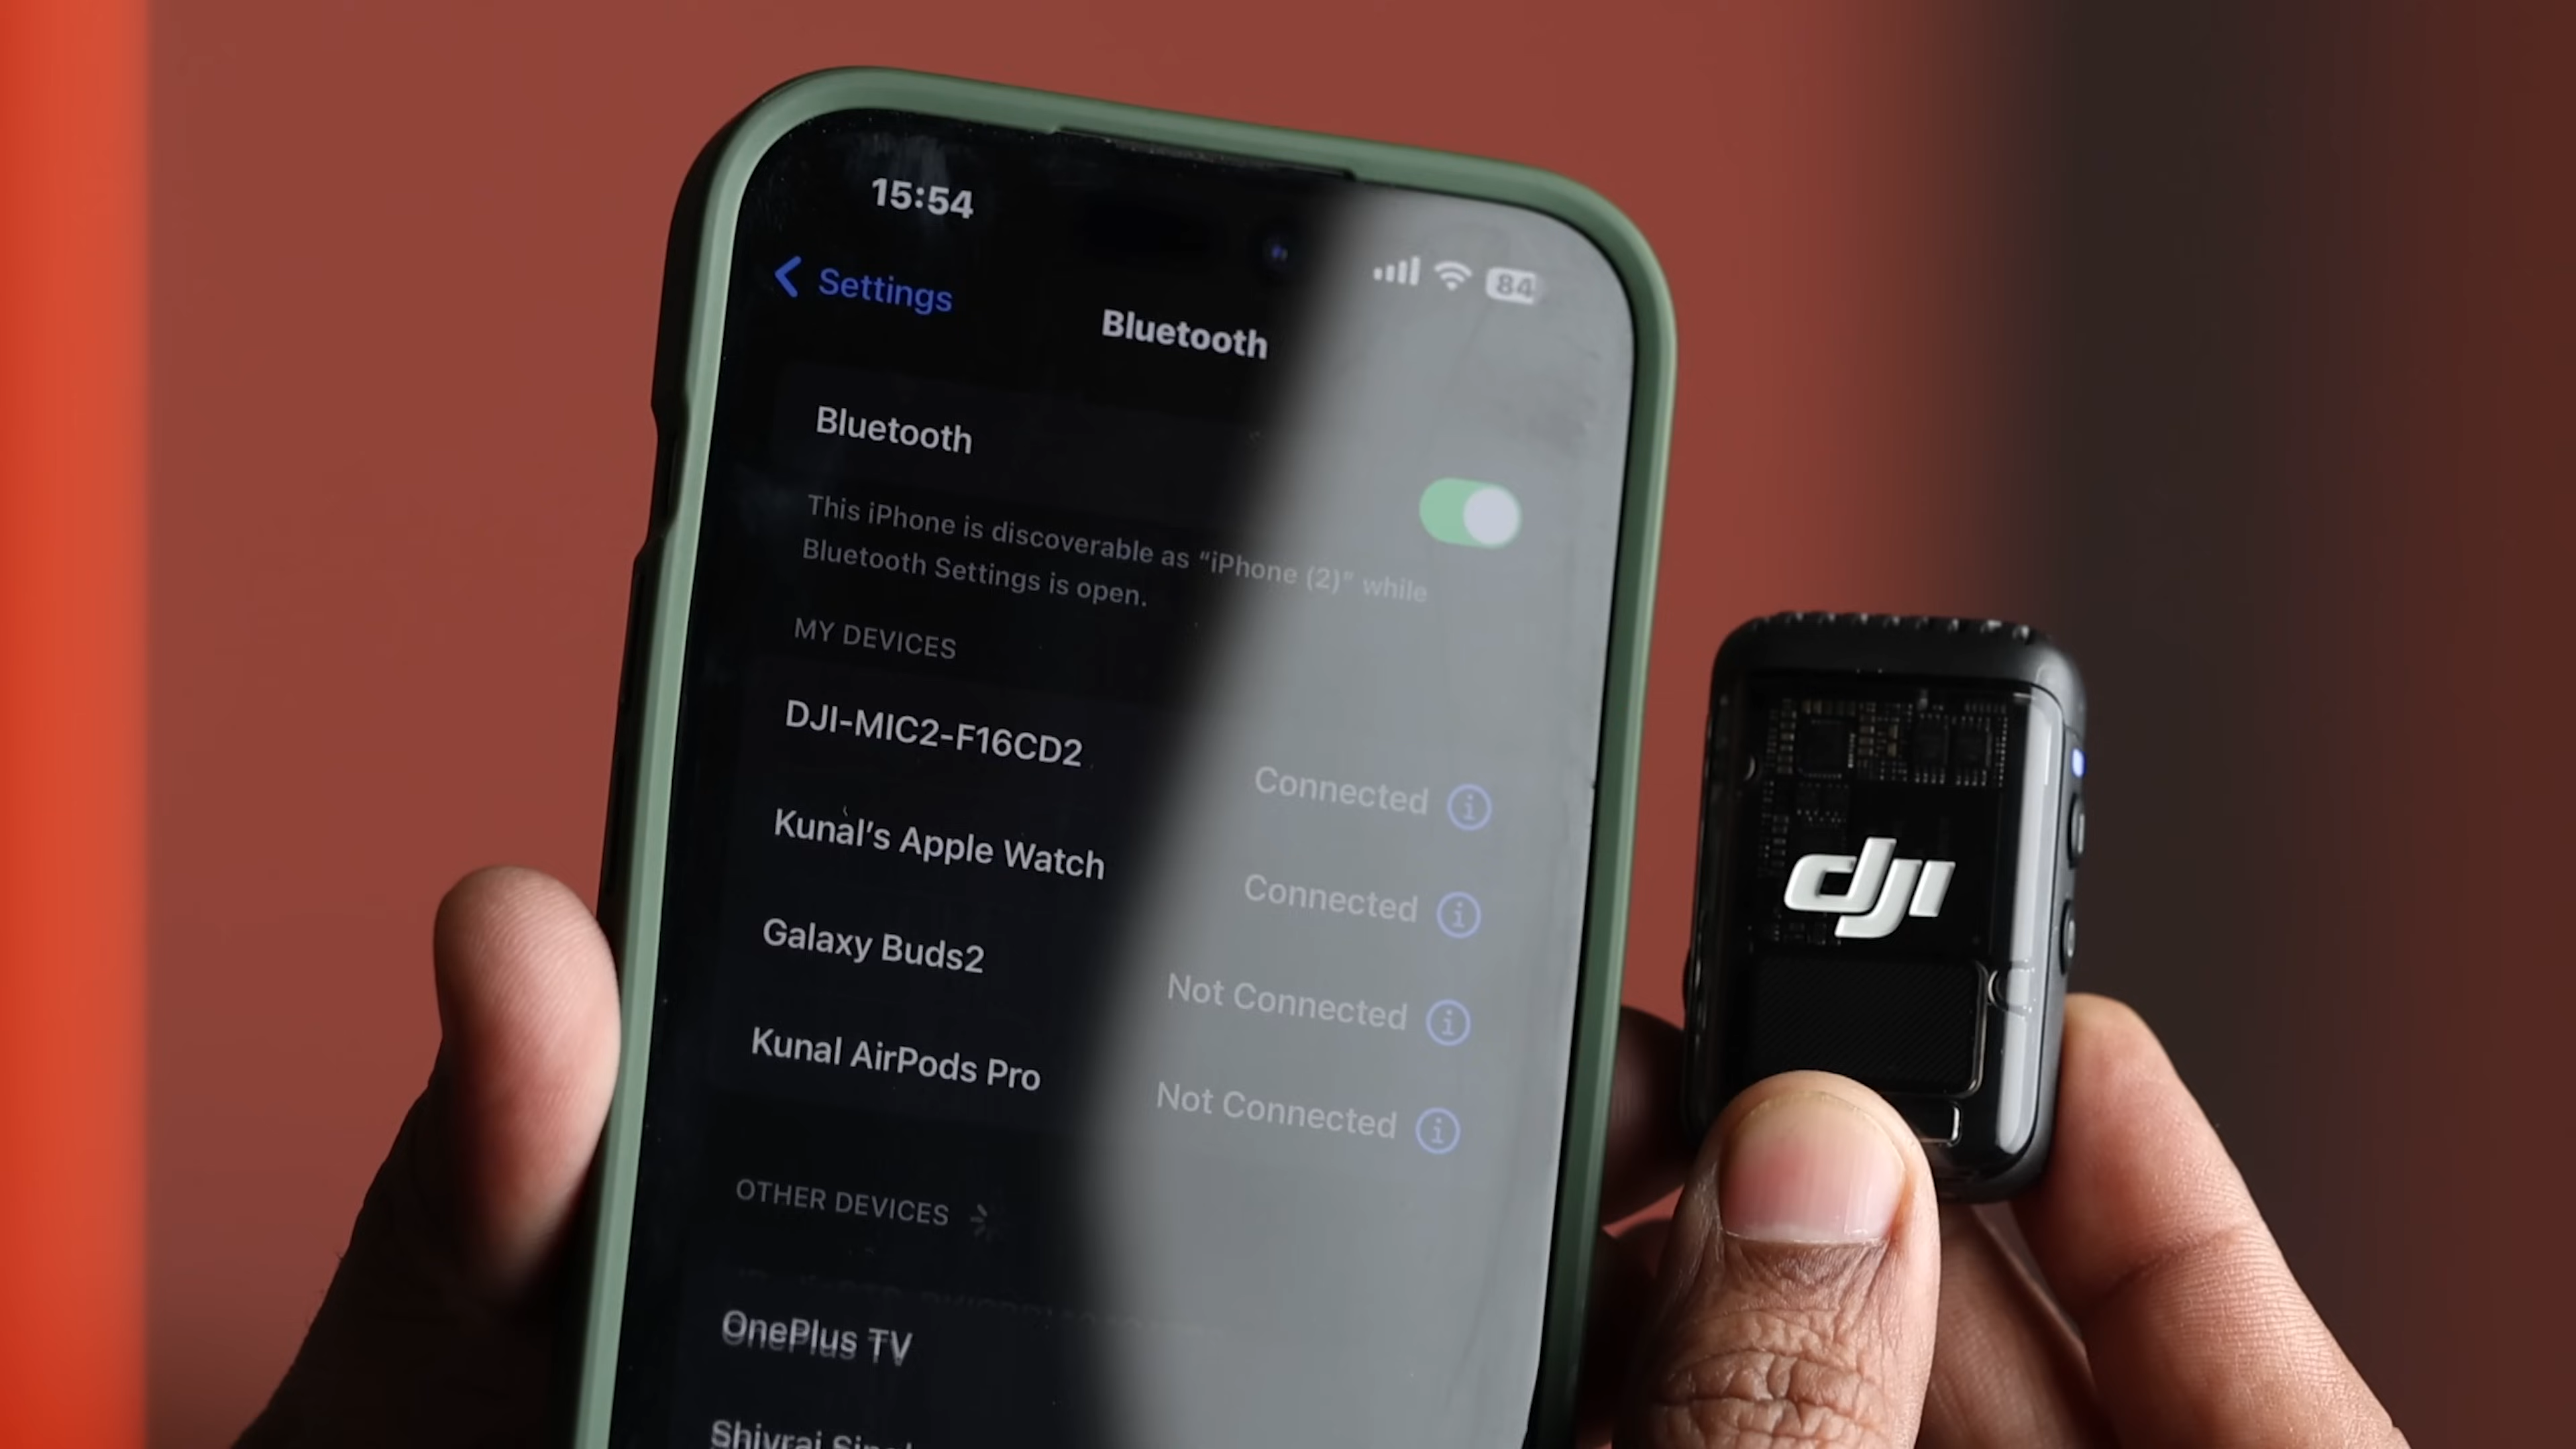 15:54
84
Settings
Bluetooth
Bluetooth
This iPhone is discoverable as “iPhone (2)” while
Bluetooth Settings is open.
MY DEVICES
DJI-MIC2-F16CD2
Connected
Kunal’s Apple Watch
Connected
Galaxy Buds2
Not Connected
Kunal AirPods Pro
Not Connected
OTHER DEVICES
OnePlus TV
Shivraj
dji